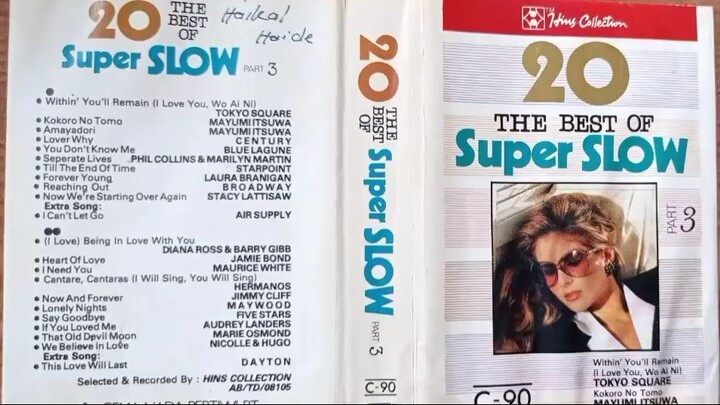 20 THE BEST OF
Haikal
Haide
Super SLOW PART 3
Within' You'll Remain (I Love You, Wo Ai Ni)
TOKYO SQUARE
Kokoro No Tomo MAYUMI ITSUWA
Amayadori MAYUMI ITSUWA
Lover Why CENTURY
You Don't Know Me BLUE LAGUNE
Seperate Lives PHIL COLLINS & MARILYN MARTIN
Till The End Of Time STARPOINT
Forever Young LAURA BRANIGAN
Reaching Out BROADWAY
Now We're Starting Over Again STACY LATTISAW
Extra Song:
I Can't Let Go AIR SUPPLY
(I Love) Being In Love With You
DIANA ROSS & BARRY GIBB
Heart Of Love JAMIE BOND
I Need You MAURICE WHITE
Cantare, Cantaras (I Will Sing, You Will Sing)
HERMANOS
Now And Forever JIMMY CLIFF
Lonely Nights MAYWOOD
Say Goodbye FIVE STARS
If You Loved Me AUDREY LANDERS
That Old Devil Moon MARIE OSMOND
We Believe In Love NICOLLE & HUGO
Extra Song:
This Love Will Last DAYTON
Selected & Recorded By : HINS COLLECTION
AB/TD/08105
20 THE BEST OF Super SLOW PART 3
C-90
TM Hins Collection
20
THE BEST OF
Super SLOW
PART 3
Within' You'll Remain
(I Love You, Wo Ai Ni)
TOKYO SQUARE
Kokoro No Tomo
MAYUMI ITSUWA
C-90